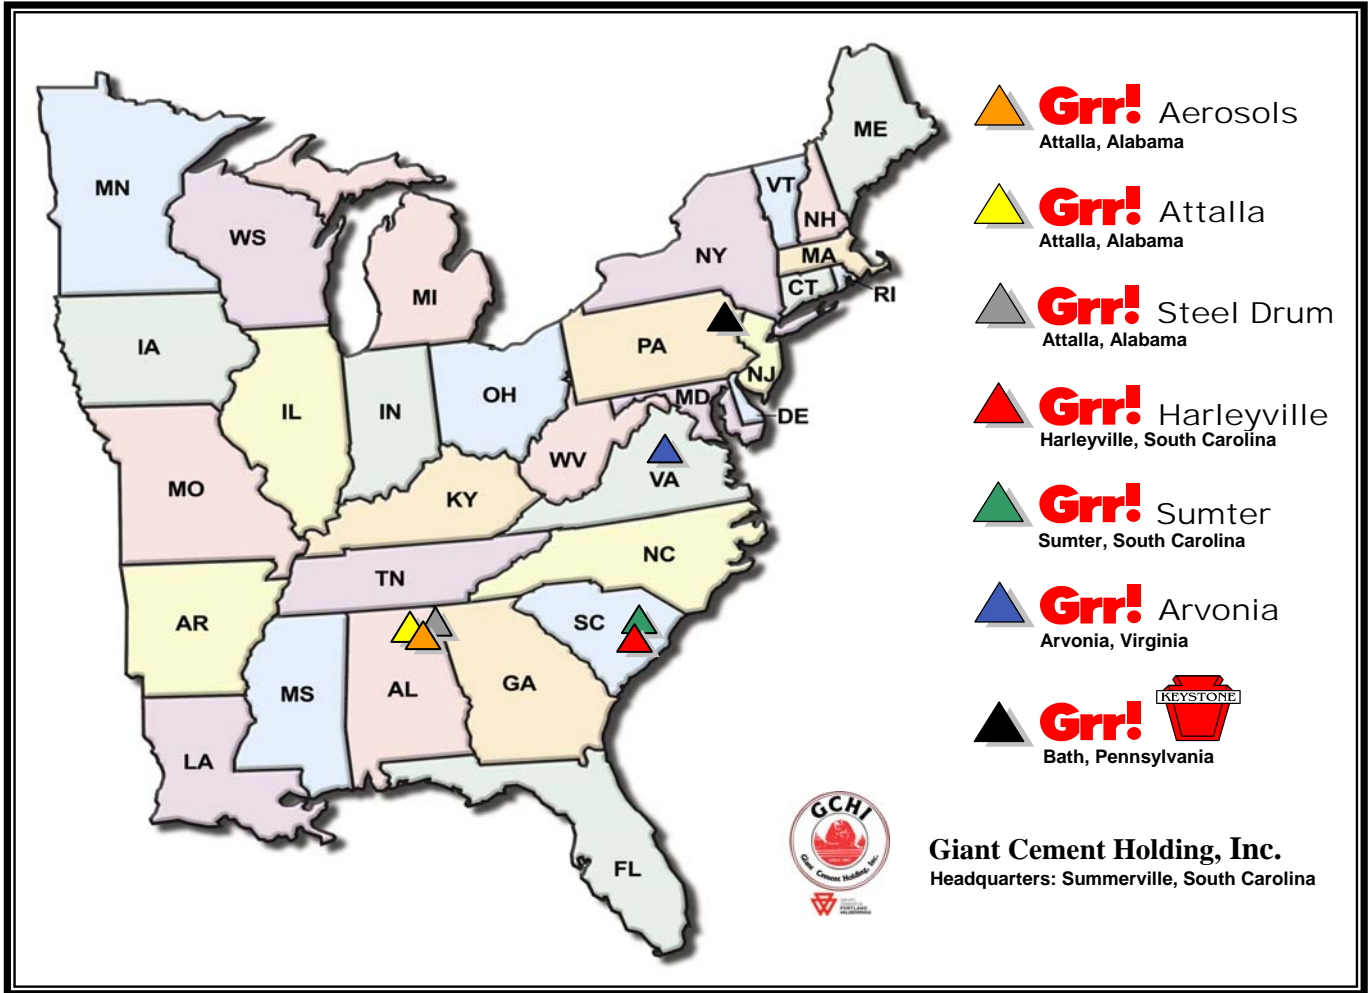 ME
MN
VT
NH
WS
NY
MA
MI
CT
RI
IA
PA
NJ
OH
MD
IL
IN
DE
WV
VA
MO
KY
NC
TN
AR
SC
GA
MS
AL
LA
FL
Grr! Aerosols
Attalla, Alabama
Grr! Attalla
Attalla, Alabama
Grr! Steel Drum
Attalla, Alabama
Grr! Harleyville
Harleyville, South Carolina
Grr! Sumter
Sumter, South Carolina
Grr! Arvonia
Arvonia, Virginia
Grr! KEYSTONE
Bath, Pennsylvania
GCHI
Giant Cement Holding, Inc.
PORTLAND
VALDERRIVAS
Giant Cement Holding, Inc.
Headquarters: Summerville, South Carolina